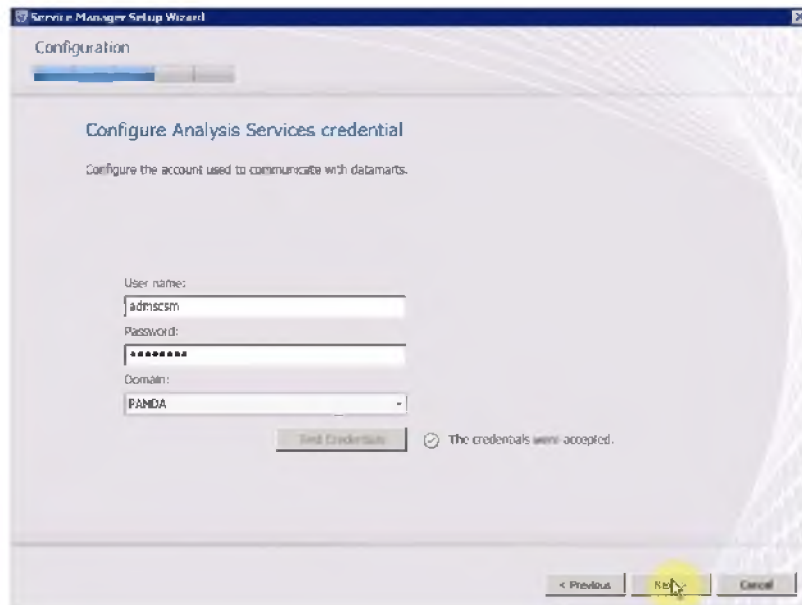 Service Manager Setup Wizard
Configuration
Configure Analysis Services credential
Configure the account used to communicate with datamarts.
User name:
admscsm
Password:
********
Domain:
PANDA
Test Credentials
The credentials were accepted.
< Previous
Next >
Cancel